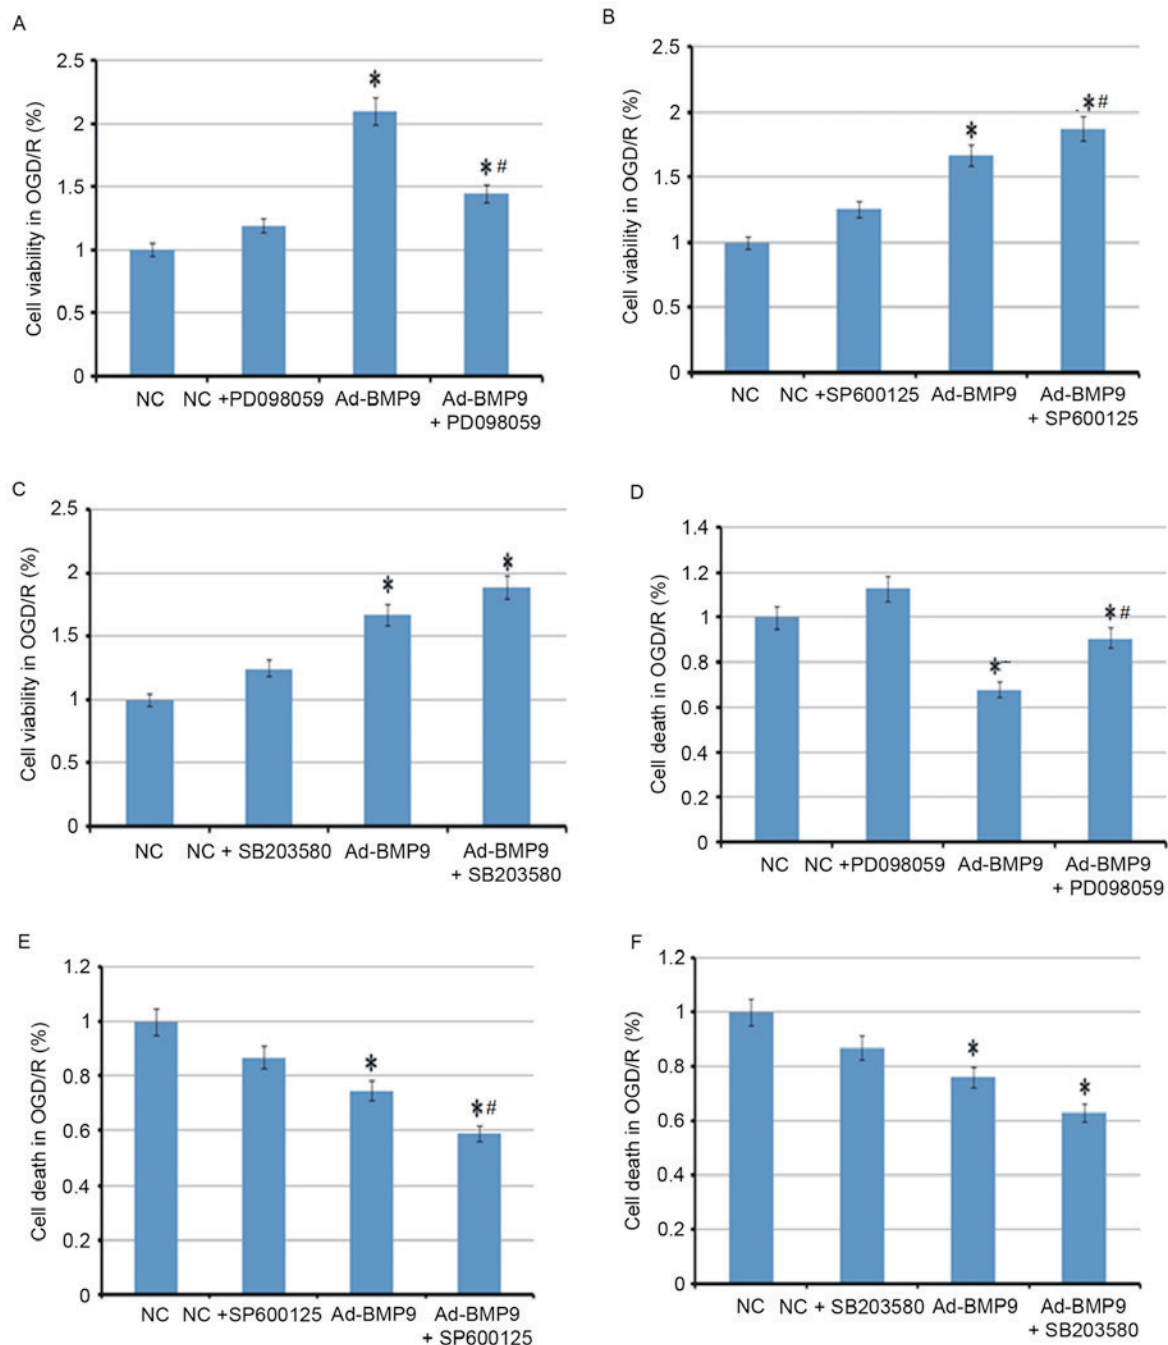 A
Cell viability in OGD/R (%)
2.5
2
1.5
1
0.5
0
*
* #
NC
NC +PD098059
Ad-BMP9
Ad-BMP9
+ PD098059
B
Cell viability in OGD/R (%)
2.5
2
1.5
1
0.5
0
*
* #
NC
NC +SP600125
Ad-BMP9
Ad-BMP9
+ SP600125
C
Cell viability in OGD/R (%)
2.5
2
1.5
1
0.5
0
*
*
NC
NC + SB203580
Ad-BMP9
Ad-BMP9
+ SB203580
D
Cell death in OGD/R (%)
1.4
1.2
1
0.8
0.6
0.4
0.2
0
*
* #
NC
NC +PD098059
Ad-BMP9
Ad-BMP9
+ PD098059
E
Cell death in OGD/R (%)
1.2
1
0.8
0.6
0.4
0.2
0
*
* #
NC
NC +SP600125
Ad-BMP9
Ad-BMP9
+ SP600125
F
Cell death in OGD/R (%)
1.2
1
0.8
0.6
0.4
0.2
0
*
*
NC
NC + SB203580
Ad-BMP9
Ad-BMP9
+ SB203580